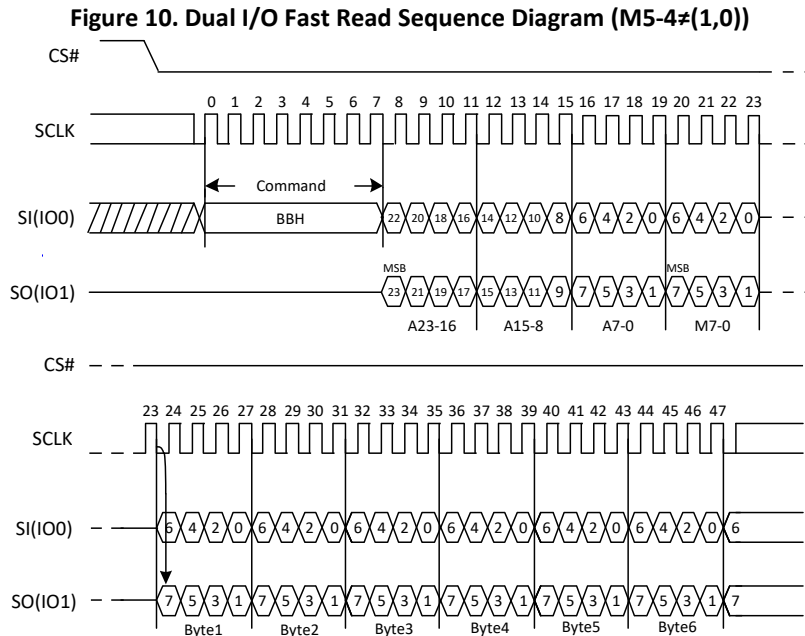 Figure 10. Dual I/O Fast Read Sequence Diagram (M5-4≠(1,0))
CS#
0 1 2 3 4 5 6 7 8 9 10 11 12 13 14 15 16 17 18 19 20 21 22 23
SCLK
Command
SI(IO0) BBH 22 20 18 16 14 12 10 8 6 4 2 0 6 4 2 0
MSB MSB
SO(IO1) 23 21 19 17 15 13 11 9 7 5 3 1 7 5 3 1
A23-16 A15-8 A7-0 M7-0
CS#
23 24 25 26 27 28 29 30 31 32 33 34 35 36 37 38 39 40 41 42 43 44 45 46 47
SCLK
SI(IO0) 6 4 2 0 6 4 2 0 6 4 2 0 6 4 2 0 6 4 2 0 6 4 2 0 6
SO(IO1) 7 5 3 1 7 5 3 1 7 5 3 1 7 5 3 1 7 5 3 1 7 5 3 1 7
Byte1 Byte2 Byte3 Byte4 Byte5 Byte6